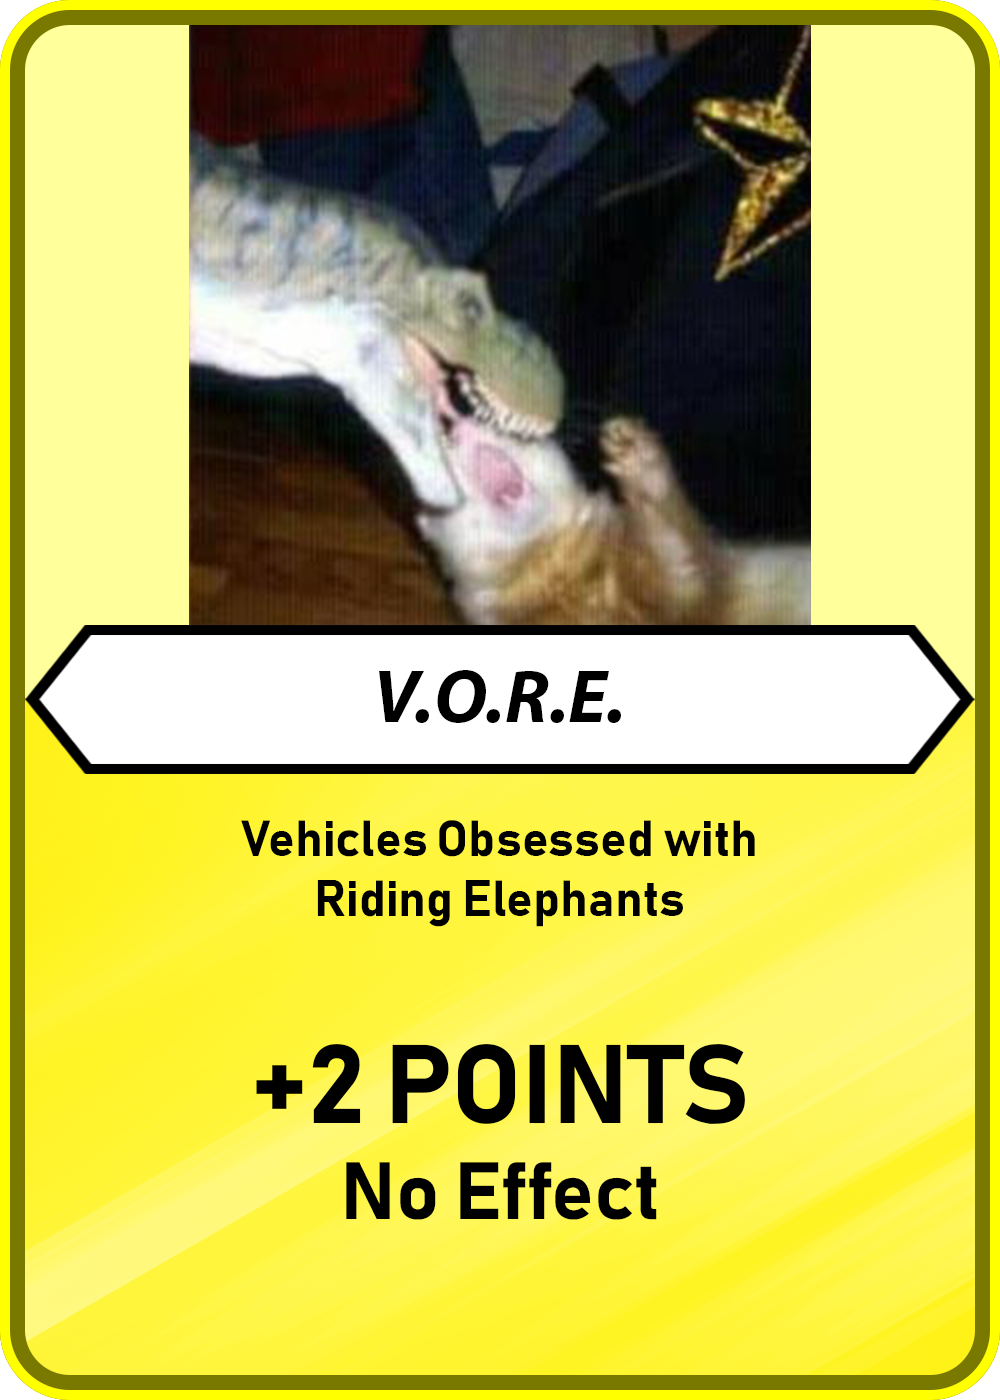 V.O.R.E.
Vehicles Obsessed with
Riding Elephants
+2 POINTS
No Effect